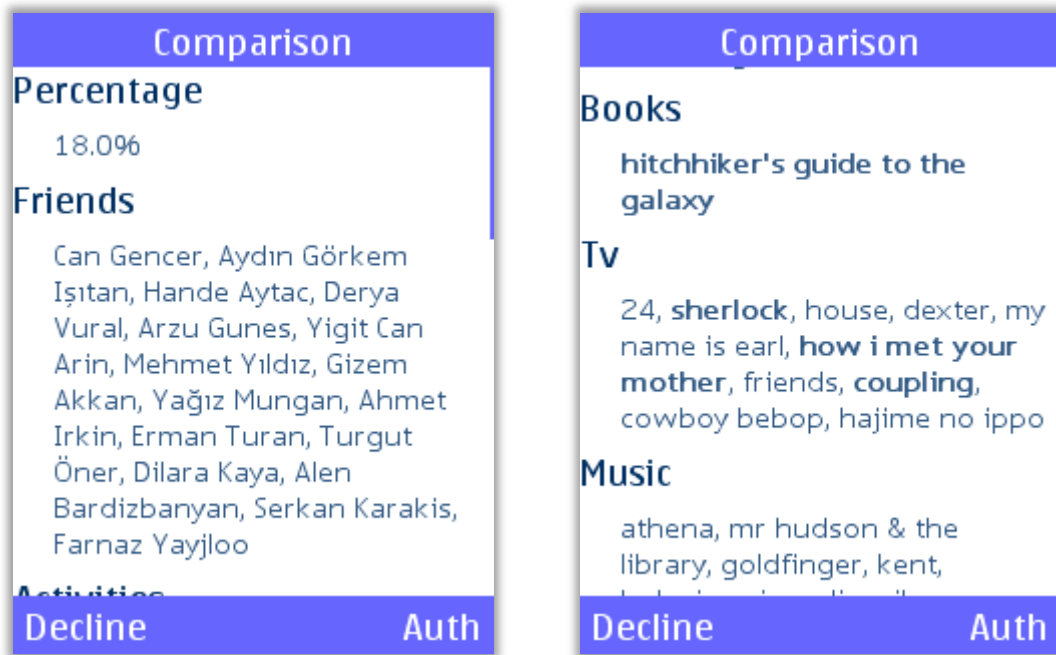 Comparison
Percentage
18.0%
Friends
Can Gencer, Aydın Görkem
Işıtan, Hande Aytac, Derya
Vural, Arzu Gunes, Yigit Can
Arin, Mehmet Yıldız, Gizem
Akkan, Yağız Mungan, Ahmet
Irkin, Erman Turan, Turgut
Öner, Dilara Kaya, Alen
Bardizbanyan, Serkan Karakis,
Farnaz Yayjloo
Activities
Decline Auth
Comparison
Books
hitchhiker's guide to the
galaxy
Tv
24, sherlock, house, dexter, my
name is earl, how i met your
mother, friends, coupling,
cowboy bebop, hajime no ippo
Music
athena, mr hudson & the
library, goldfinger, kent,
Decline Auth